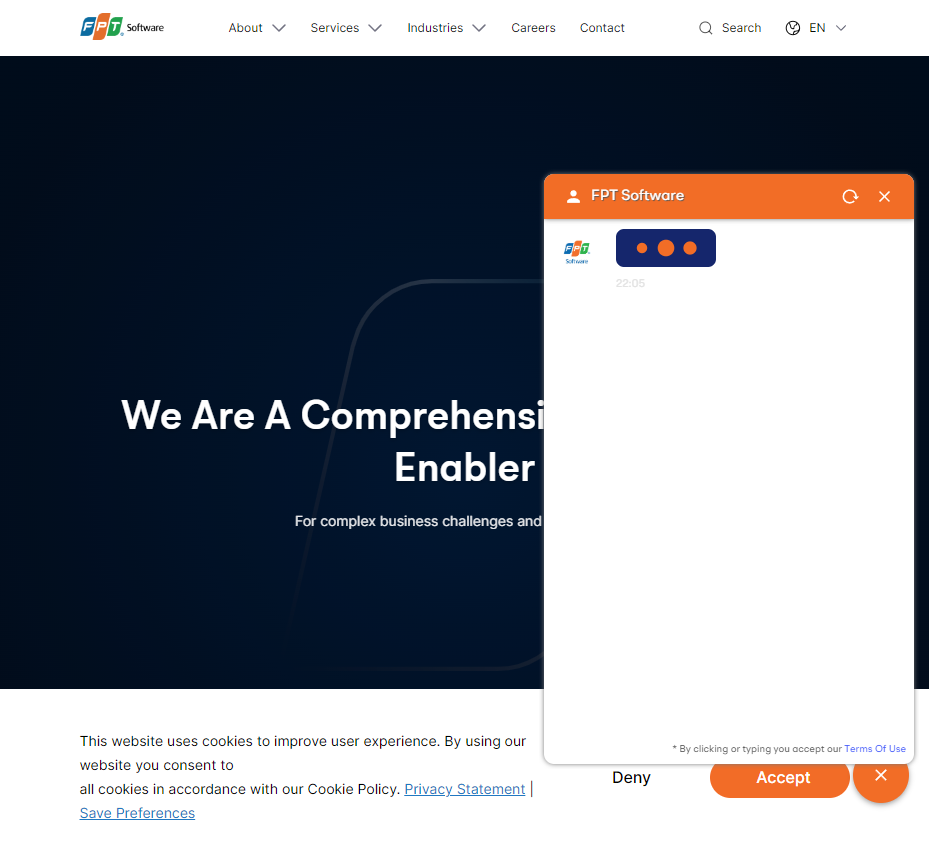 FPT Software
About
Services
Industries
Careers
Contact
Search
EN
FPT Software
FPT
Software
22:05
We Are A Comprehensi
Enabler
For complex business challenges and
* By clicking or typing you accept our Terms Of Use
This website uses cookies to improve user experience. By using our
website you consent to
all cookies in accordance with our Cookie Policy. Privacy Statement |
Save Preferences
Deny
Accept